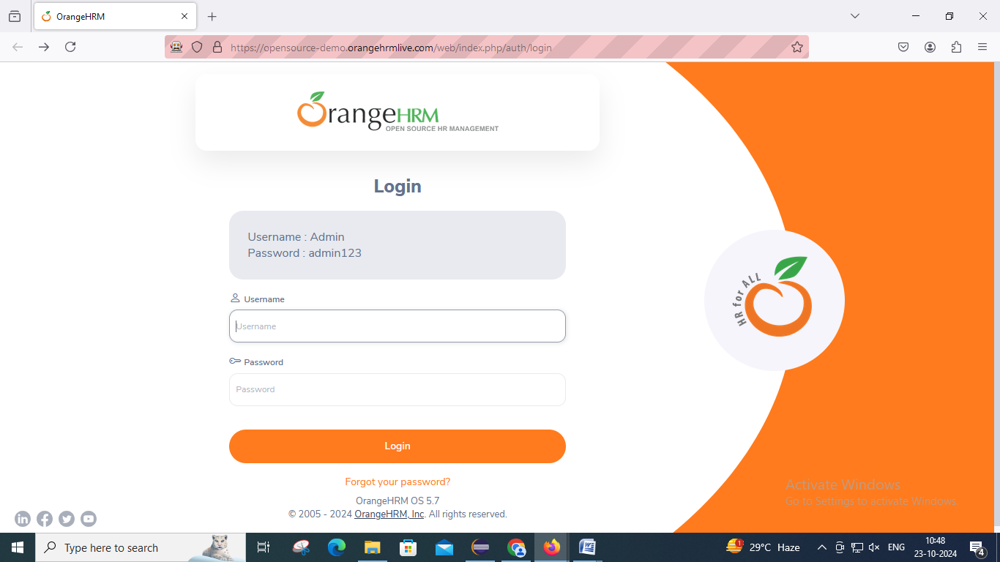 OrangeHRM
https://opensource-demo.orangehrmlive.com/web/index.php/auth/login
OrangeHRM
OPEN SOURCE HR MANAGEMENT
Login
Username : Admin
Password : admin123
Username
Username
Password
Password
Login
Forgot your password?
OrangeHRM OS 5.7
© 2005 - 2024 OrangeHRM, Inc. All rights reserved.
HR for ALL
Activate Windows
Go to Settings to activate Windows.
Type here to search
W
1
29°C Haze
ENG
10:48
23-10-2024
4